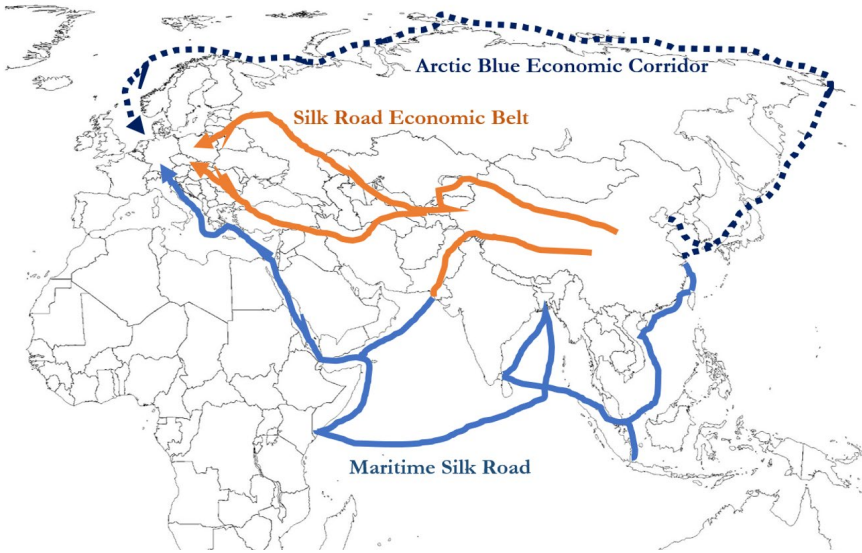 Arctic Blue Economic Corridor
Silk Road Economic Belt
Maritime Silk Road